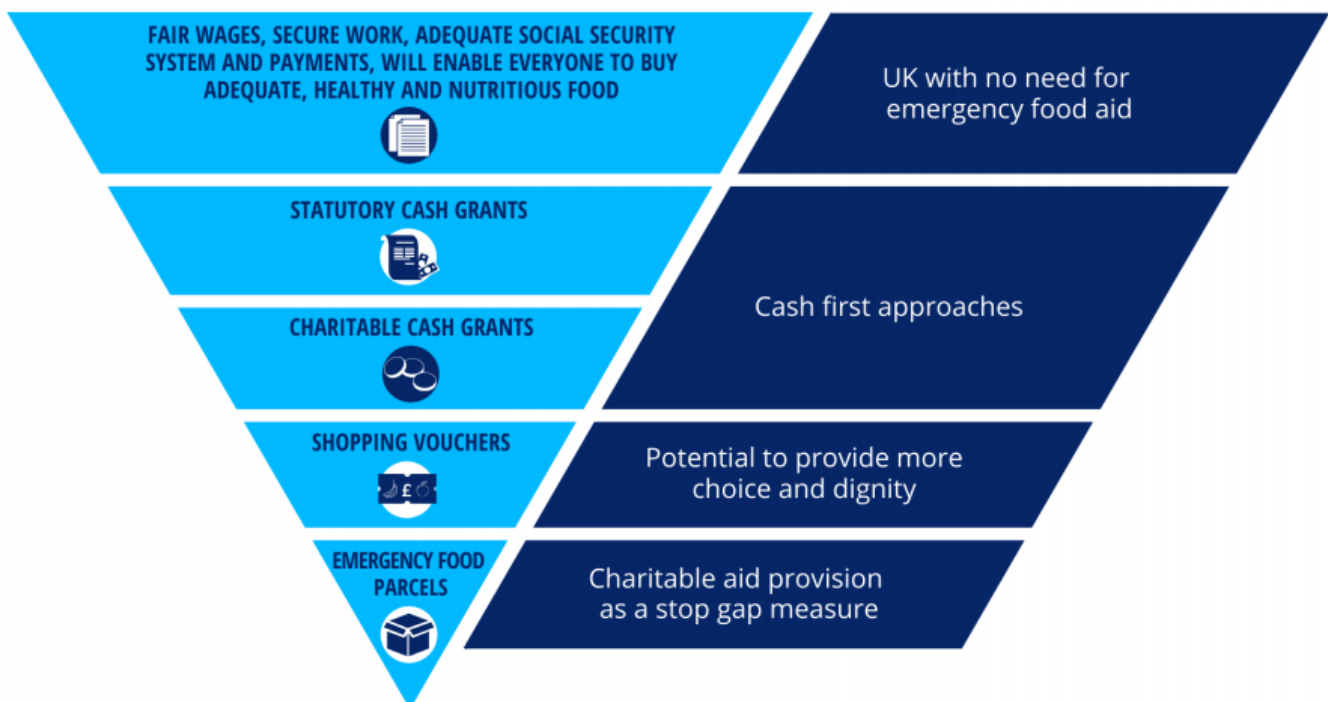 FAIR WAGES, SECURE WORK, ADEQUATE SOCIAL SECURITY
SYSTEM AND PAYMENTS, WILL ENABLE EVERYONE TO BUY
ADEQUATE, HEALTHY AND NUTRITIOUS FOOD
UK with no need for
emergency food aid
STATUTORY CASH GRANTS
CHARITABLE CASH GRANTS
Cash first approaches
SHOPPING VOUCHERS
£
Potential to provide more
choice and dignity
EMERGENCY FOOD
PARCELS
Charitable aid provision
as a stop gap measure